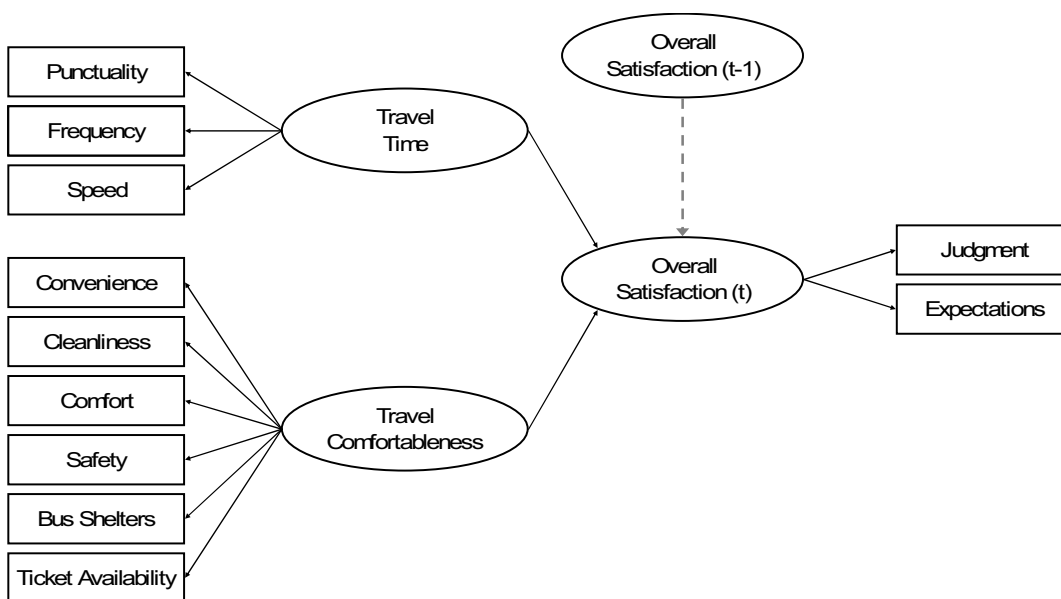 Punctuality
Frequency
Speed
Convenience
Cleanliness
Comfort
Safety
Bus Shelters
Ticket Availability
Travel
Time
Travel
Comfortableness
Overall
Satisfaction (t-1)
Overall
Satisfaction (t)
Judgment
Expectations